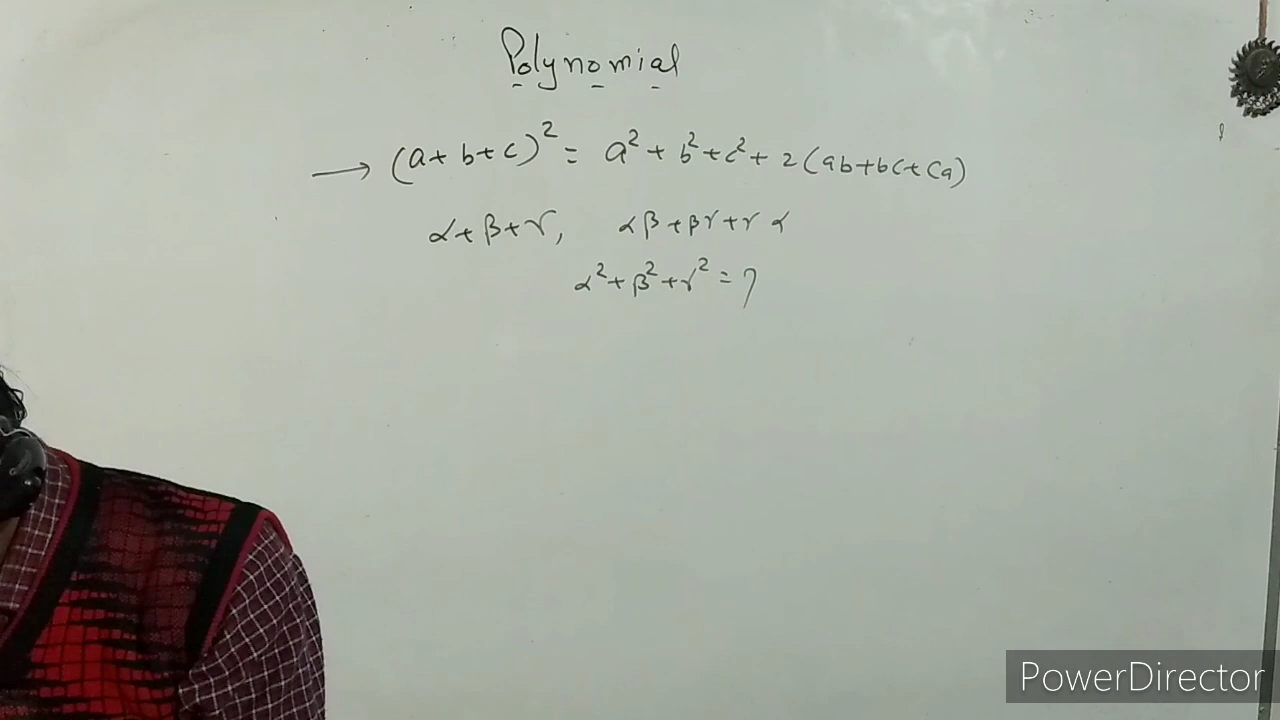 Polynomial
→ (a+b+c)² = a²+b²+c²+2(ab+bc+ca)
α+β+γ, αβ+βγ+γα
α²+β²+γ²=?
PowerDirector